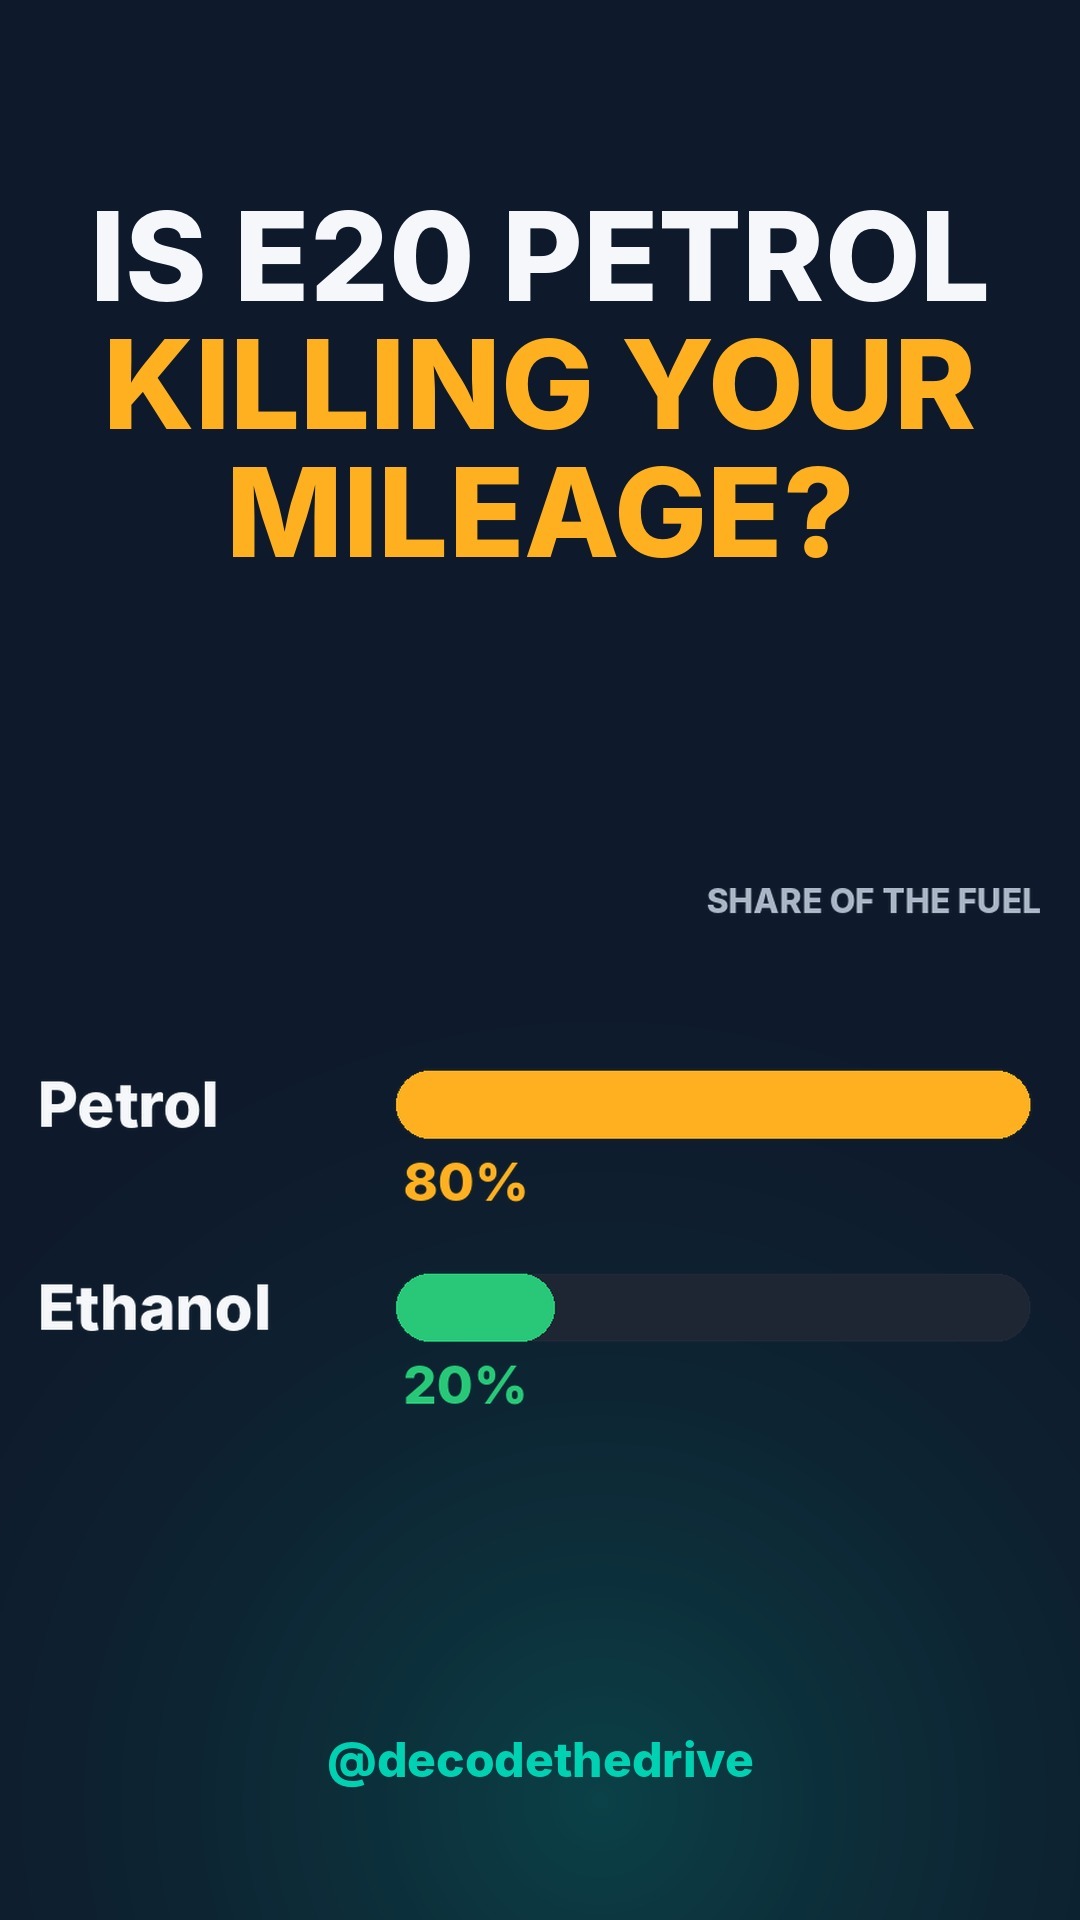 IS E20 PETROL
KILLING YOUR
MILEAGE?
SHARE OF THE FUEL
Petrol
80%
Ethanol
20%
@decodethedrive